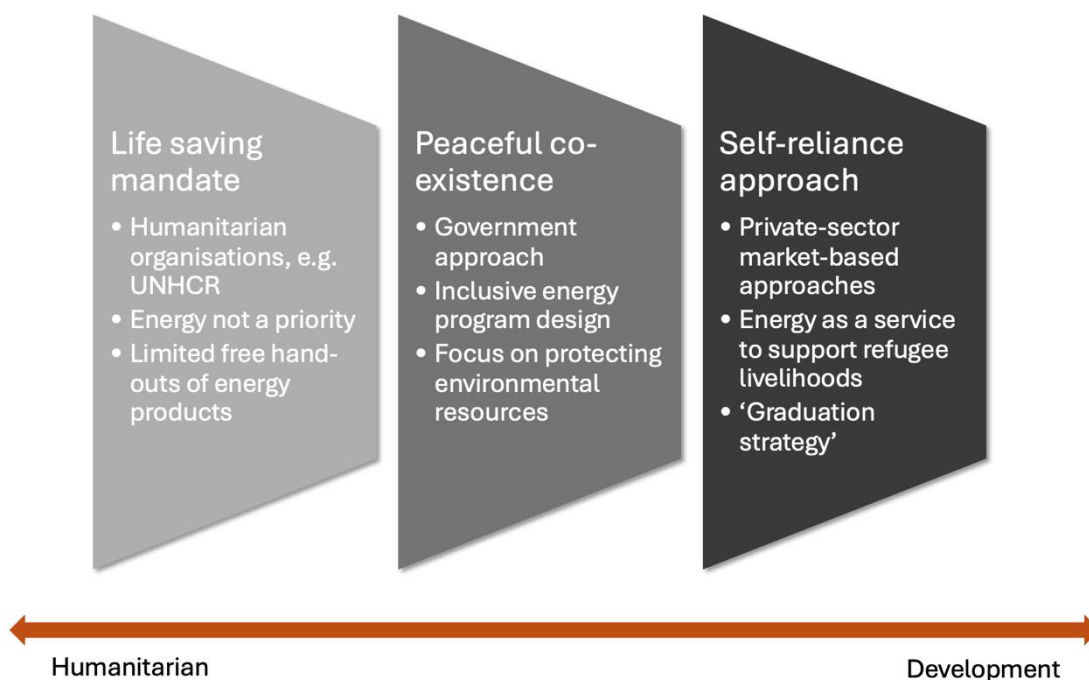 Life saving
mandate
• Humanitarian
organisations, e.g.
UNHCR
• Energy not a priority
• Limited free hand-
outs of energy
products
Peaceful co-
existence
• Government
approach
• Inclusive energy
program design
• Focus on protecting
environmental
resources
Self-reliance
approach
• Private-sector
market-based
approaches
• Energy as a service
to support refugee
livelihoods
• ‘Graduation
strategy’
Humanitarian
Development